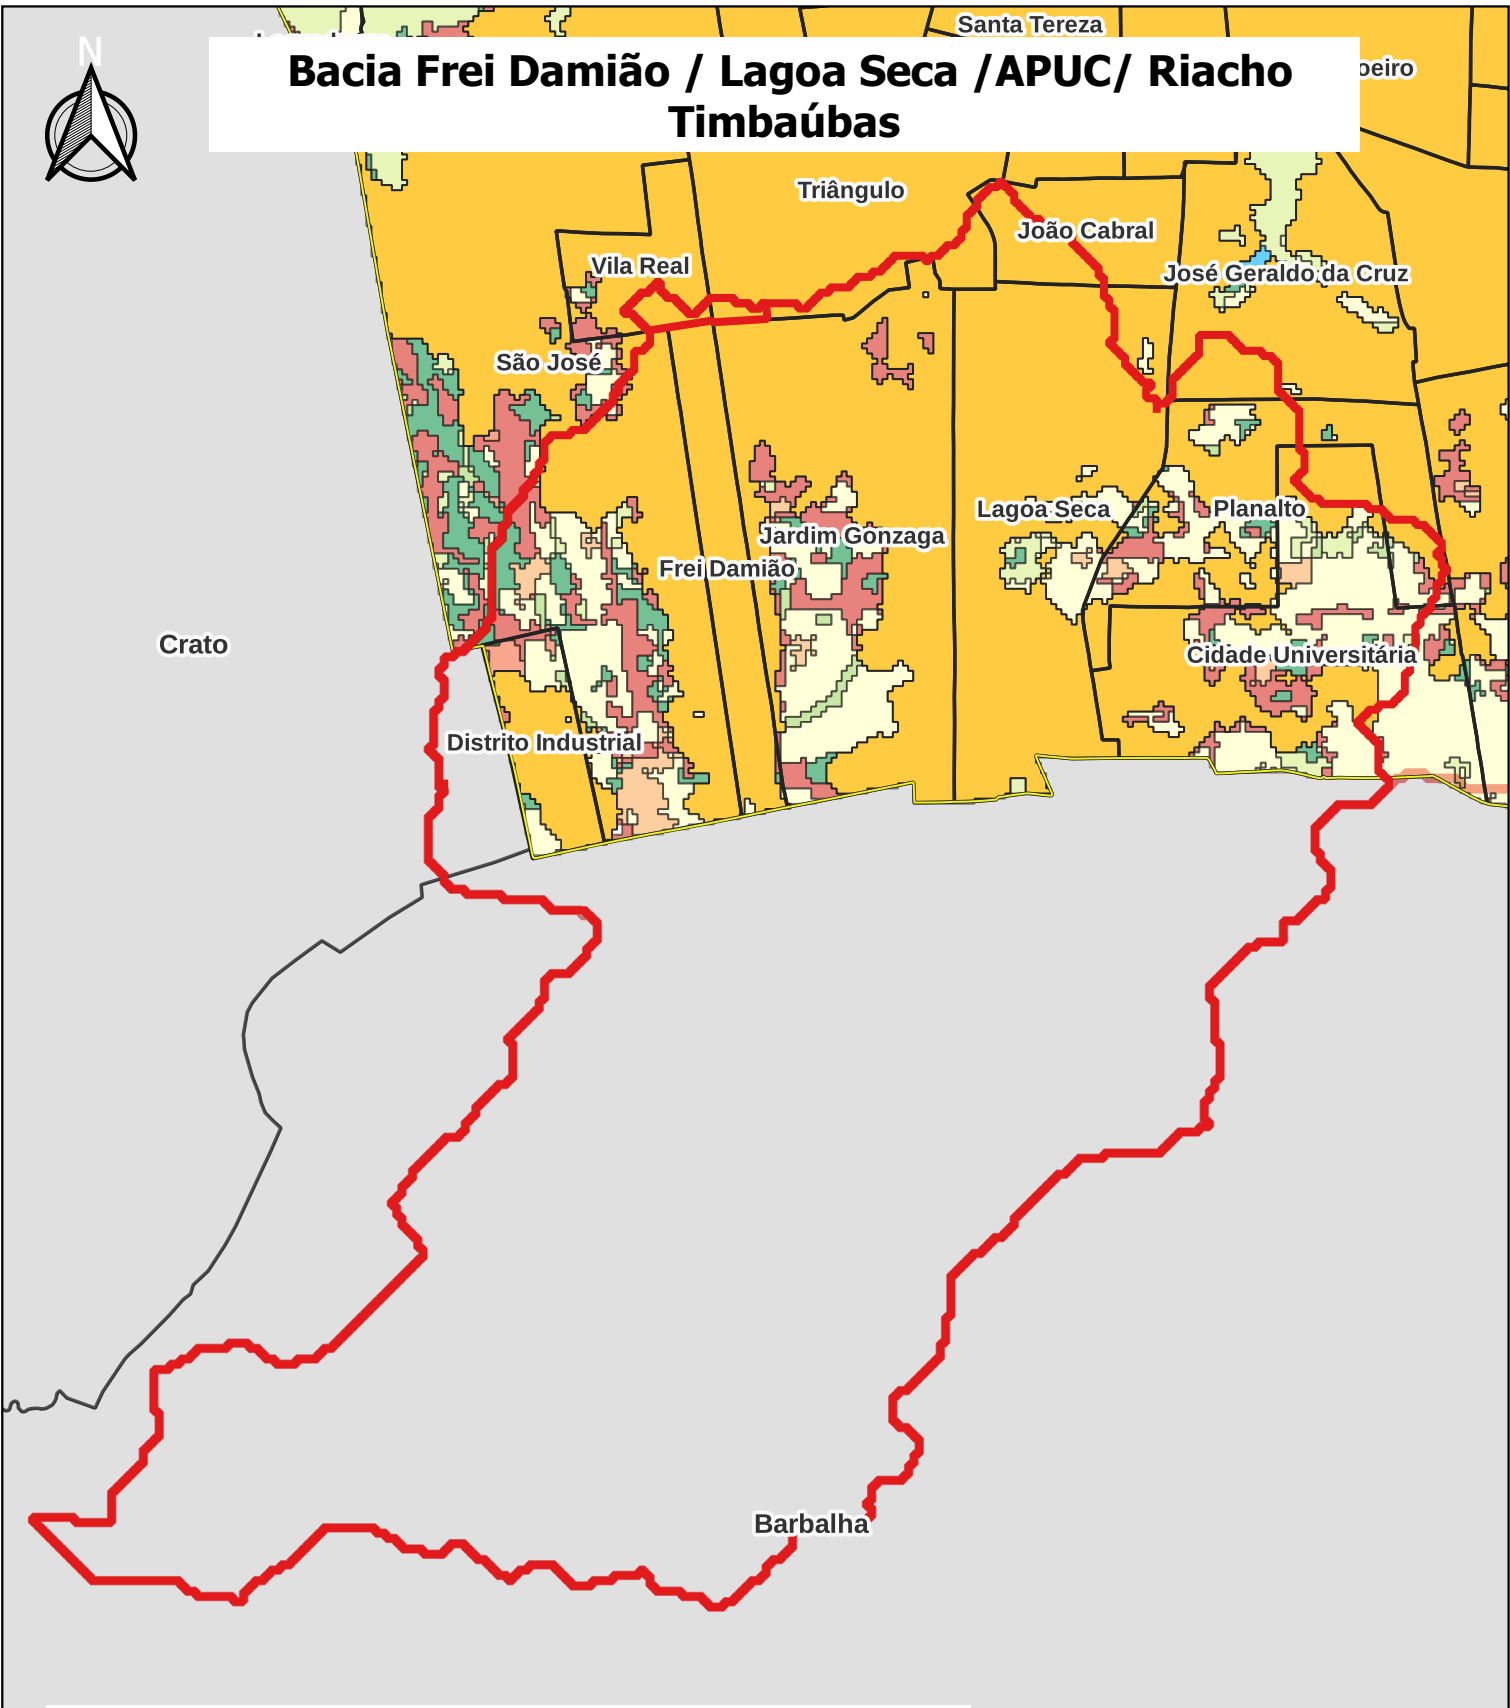 N
Santa Tereza
Bacia Frei Damião / Lagoa Seca /APUC/ Riacho
Timbaúbas
oeiro
Triângulo
João Cabral
Vila Real
José Geraldo da Cruz
São José
Lagoa Seca
Planalto
Jardim Gonzaga
Frei Damião
Crato
Cidade Universitária
Distrito Industrial
Barbalha